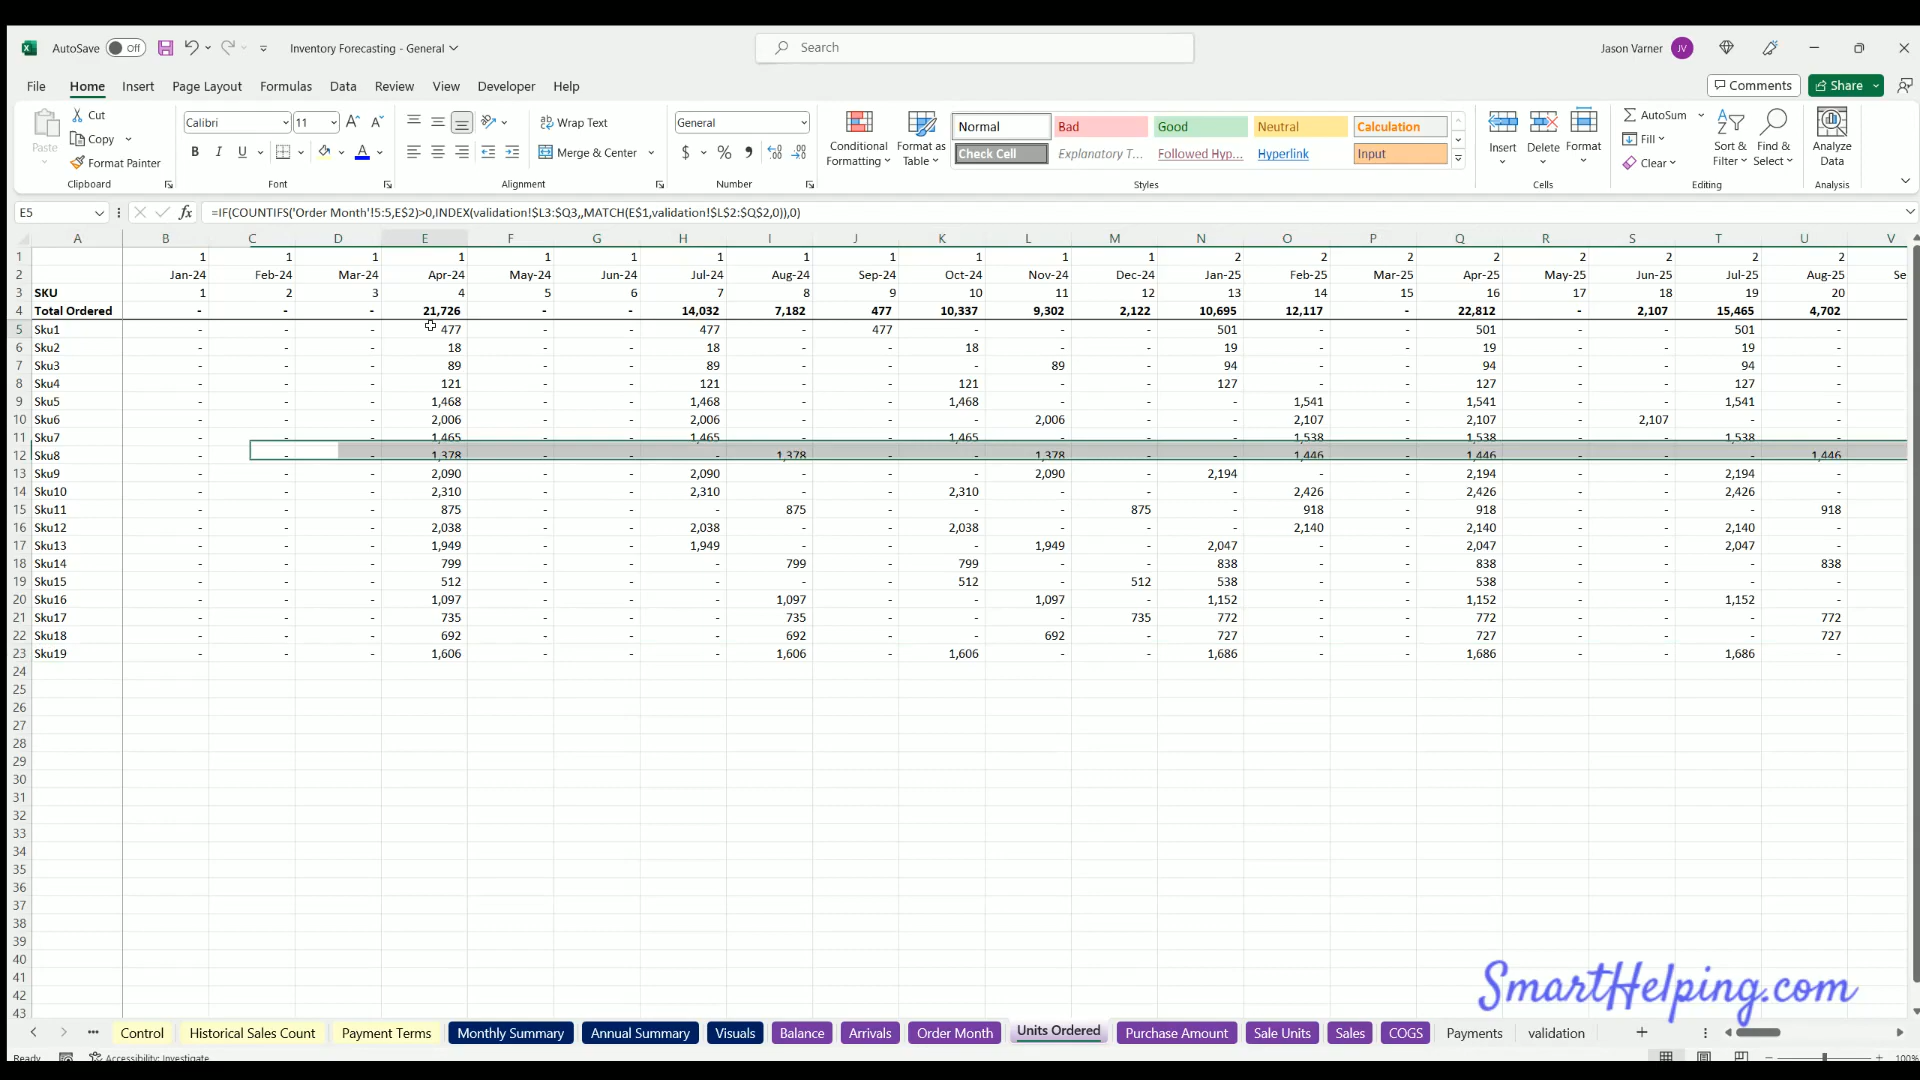 AutoSave Off Inventory Forecasting - General Search Jason Varner JV
File Home Insert Page Layout Formulas Data Review View Developer Help Comments Share
Paste Cut Copy Format Painter Clipboard
Calibri 11 B I U A Font
Wrap Text Merge & Center Alignment
General $ % Number
Conditional Formatting Format as Table
Normal Bad Good Neutral Calculation
Check Cell Explanatory T... Followed Hyp... Hyperlink Input
Styles
Insert Delete Format Cells
AutoSum Fill Clear Sort & Filter Find & Select Editing
Analyze Data Analysis
E5 fx =IF(COUNTIFS('Order Month'!5:5,E$2)>0,INDEX(validation!$L3:$Q3,,MATCH(E$1,validation!$L$2:$Q$2,0)),0)
A B C D E F G H I J K L M N O P Q R S T U V
1 1 1 1 1 1 1 1 1 1 1 1 1 2 2 2 2 2 2 2 2
2 Jan-24 Feb-24 Mar-24 Apr-24 May-24 Jun-24 Jul-24 Aug-24 Sep-24 Oct-24 Nov-24 Dec-24 Jan-25 Feb-25 Mar-25 Apr-25 May-25 Jun-25 Jul-25 Aug-25 Se
3 SKU 1 2 3 4 5 6 7 8 9 10 11 12 13 14 15 16 17 18 19 20
4 Total Ordered - - - 21,726 - - 14,032 7,182 477 10,337 9,302 2,122 10,695 12,117 - 22,812 - 2,107 15,465 4,702
5 Sku1 - - - 477 - - 477 - 477 - - - 501 - - 501 - - 501 -
6 Sku2 - - - 18 - - 18 - - 18 - - 19 - - 19 - - 19 -
7 Sku3 - - - 89 - - 89 - - - 89 - 94 - - 94 - - 94 -
8 Sku4 - - - 121 - - 121 - - 121 - - 127 - - 127 - - 127 -
9 Sku5 - - - 1,468 - - 1,468 - - 1,468 - - - 1,541 - 1,541 - - 1,541 -
10 Sku6 - - - 2,006 - - 2,006 - - - 2,006 - - 2,107 - 2,107 - 2,107 - -
11 Sku7 - - - 1,465 - - 1,465 - - 1,465 - - - 1,538 - 1,538 - - 1,538 -
12 Sku8 - - - 1,378 - - - 1,378 - - 1,378 - - 1,446 - 1,446 - - - 1,446
13 Sku9 - - - 2,090 - - 2,090 - - - 2,090 - 2,194 - - 2,194 - - 2,194 -
14 Sku10 - - - 2,310 - - 2,310 - - 2,310 - - - 2,426 - 2,426 - - 2,426 -
15 Sku11 - - - 875 - - - 875 - - - 875 - 918 - 918 - - - 918
16 Sku12 - - - 2,038 - - 2,038 - - 2,038 - - - 2,140 - 2,140 - - 2,140 -
17 Sku13 - - - 1,949 - - 1,949 - - - 1,949 - 2,047 - - 2,047 - - 2,047 -
18 Sku14 - - - 799 - - - 799 - 799 - - 838 - - 838 - - - 838
19 Sku15 - - - 512 - - - - - 512 - 512 538 - - 538 - - - -
20 Sku16 - - - 1,097 - - - 1,097 - - 1,097 - 1,152 - - 1,152 - - 1,152 -
21 Sku17 - - - 735 - - - 735 - - - 735 772 - - 772 - - - 772
22 Sku18 - - - 692 - - - 692 - - 692 - 727 - - 727 - - - 727
23 Sku19 - - - 1,606 - - - 1,606 - 1,606 - - 1,686 - - 1,686 - - 1,686 -
24
25
26
27
28
29
30
31
32
33
34
35
36
37
38
39
40
41
42
43
SmartHelping.com
Control Historical Sales Count Payment Terms Monthly Summary Annual Summary Visuals Balance Arrivals Order Month Units Ordered Purchase Amount Sale Units Sales COGS Payments validation
Ready Accessibility: Investigate 100%